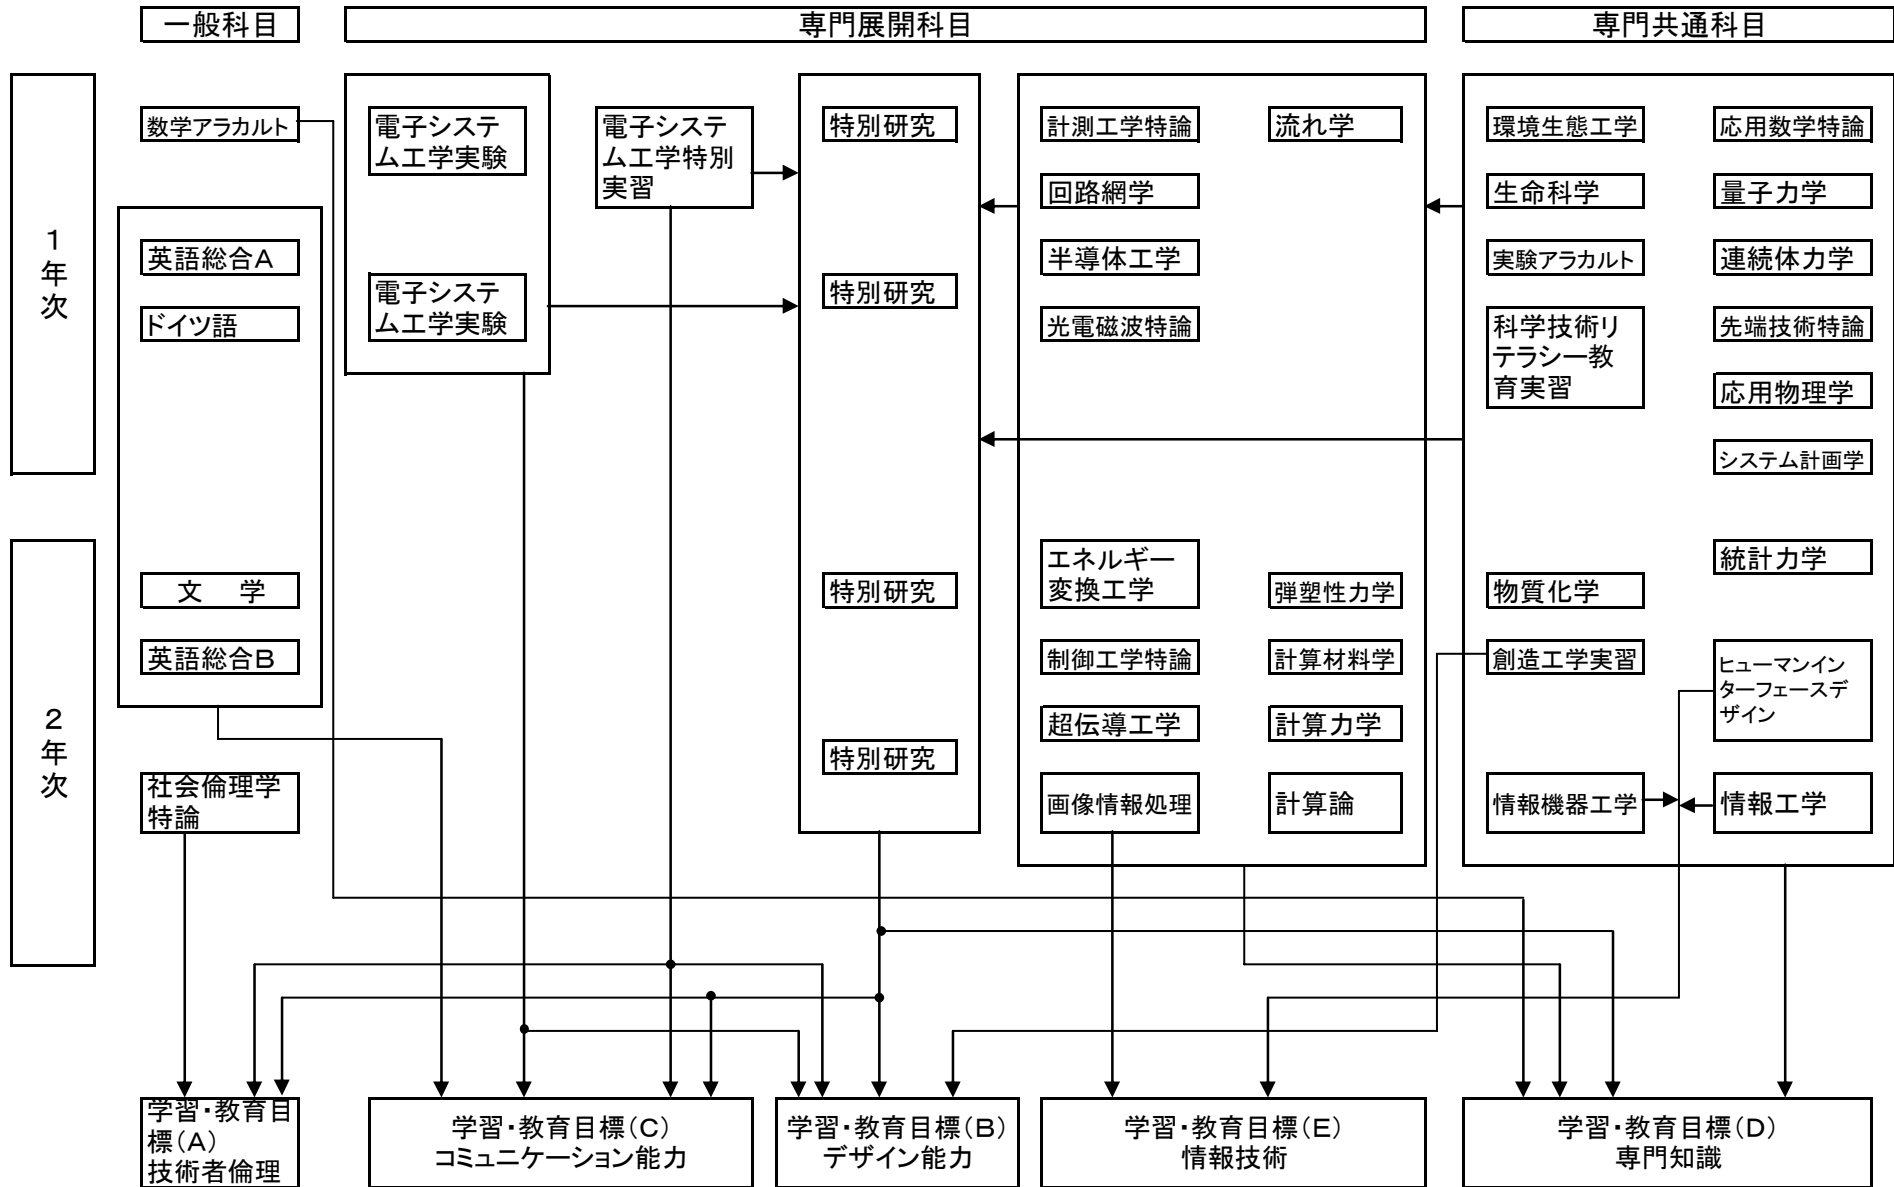 一般科目
専門展開科目
専門共通科目
1
年
次
数学アラカルト
英語総合A
ドイツ語
電子システ
ム工学実験
電子システ
ム工学実験
電子システ
ム工学特別
実習
特別研究
特別研究
計測工学特論
流れ学
回路網学
半導体工学
光電磁波特論
環境生態工学
応用数学特論
生命科学
量子力学
実験アラカルト
連続体力学
科学技術リ
テラシー教
育実習
先端技術特論
応用物理学
システム計画学
2
年
次
文 学
英語総合B
社会倫理学
特論
特別研究
特別研究
エネルギー
変換工学
弾塑性力学
制御工学特論
計算材料学
超伝導工学
計算力学
画像情報処理
計算論
統計力学
物質化学
創造工学実習
ヒューマンイン
ターフェースデ
ザイン
情報機器工学
情報工学
学習・教育目
標(A)
技術者倫理
学習・教育目標(C)
コミュニケーション能力
学習・教育目標(B)
デザイン能力
学習・教育目標(E)
情報技術
学習・教育目標(D)
専門知識